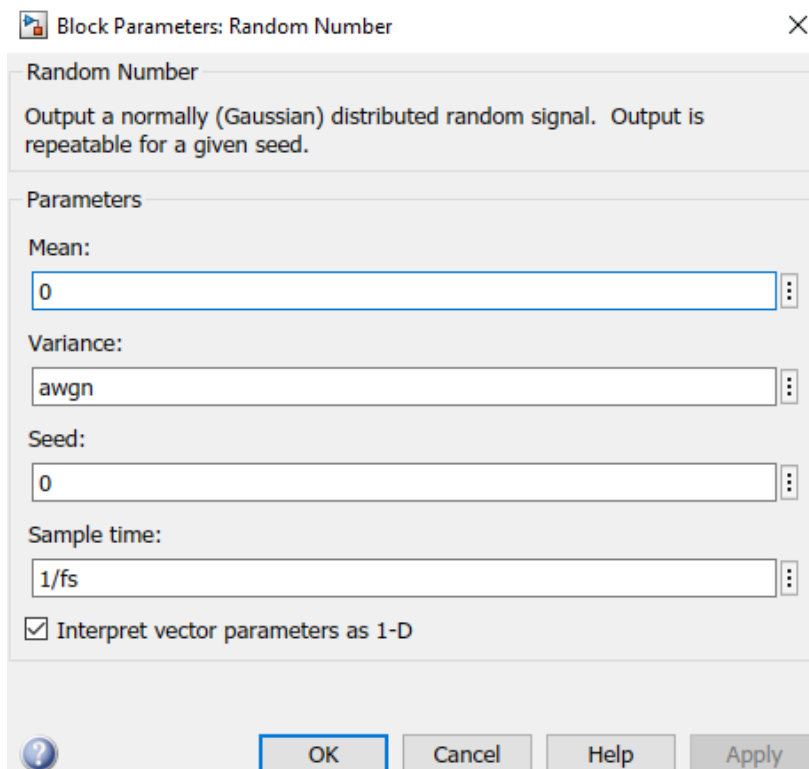 Block Parameters: Random Number
Random Number
Output a normally (Gaussian) distributed random signal.  Output is
repeatable for a given seed.
Parameters
Mean:
0
Variance:
awgn
Seed:
0
Sample time:
1/fs
Interpret vector parameters as 1-D
OK Cancel Help Apply